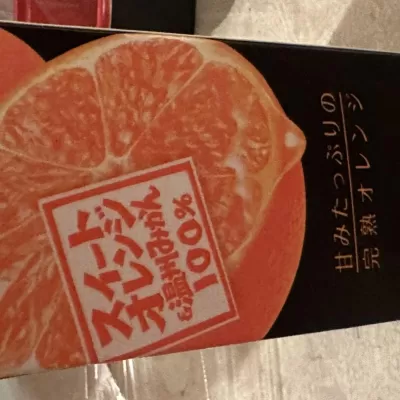 甘みたっぷりの
完熟オレンジ
スイート
オレンジ
&温州みかん
100%